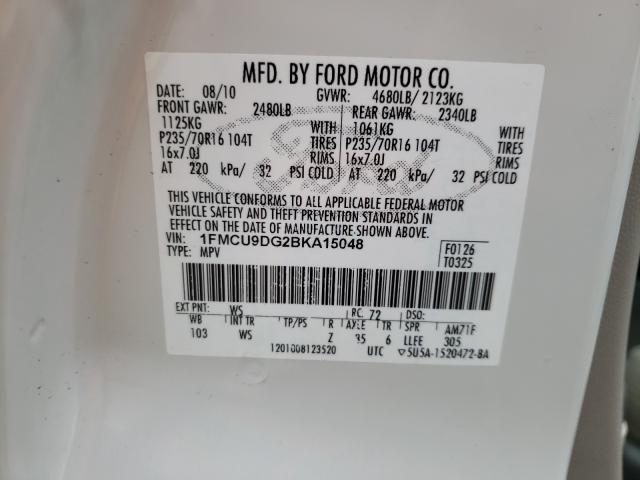 MFD. BY FORD MOTOR CO.
DATE: 08/10 GVWR: 4680LB/ 2123KG
FRONT GAWR: 2480LB REAR GAWR: 2340LB
1125KG WITH 1061KG WITH
P235/70R16 104T TIRES P235/70R16 104T TIRES
16x7.0J RIMS 16x7.0J RIMS
AT 220 kPa/ 32 PSI COLD AT 220 kPa/ 32 PSI COLD
Ford
THIS VEHICLE CONFORMS TO ALL APPLICABLE FEDERAL MOTOR
VEHICLE SAFETY AND THEFT PREVENTION STANDARDS IN
EFFECT ON THE DATE OF MANUFACTURE SHOWN ABOVE.
VIN: 1FMCU9DG2BKA15048 F0126
TYPE: MPV T0325
EXT PNT: WS RC: 72 DSO:
WB INT TR TP/PS R AXLE TR SPR AM71F
103 WS Z 6 LLFE 305
1201008123520 UTC ▽5U5A-1520472-BA